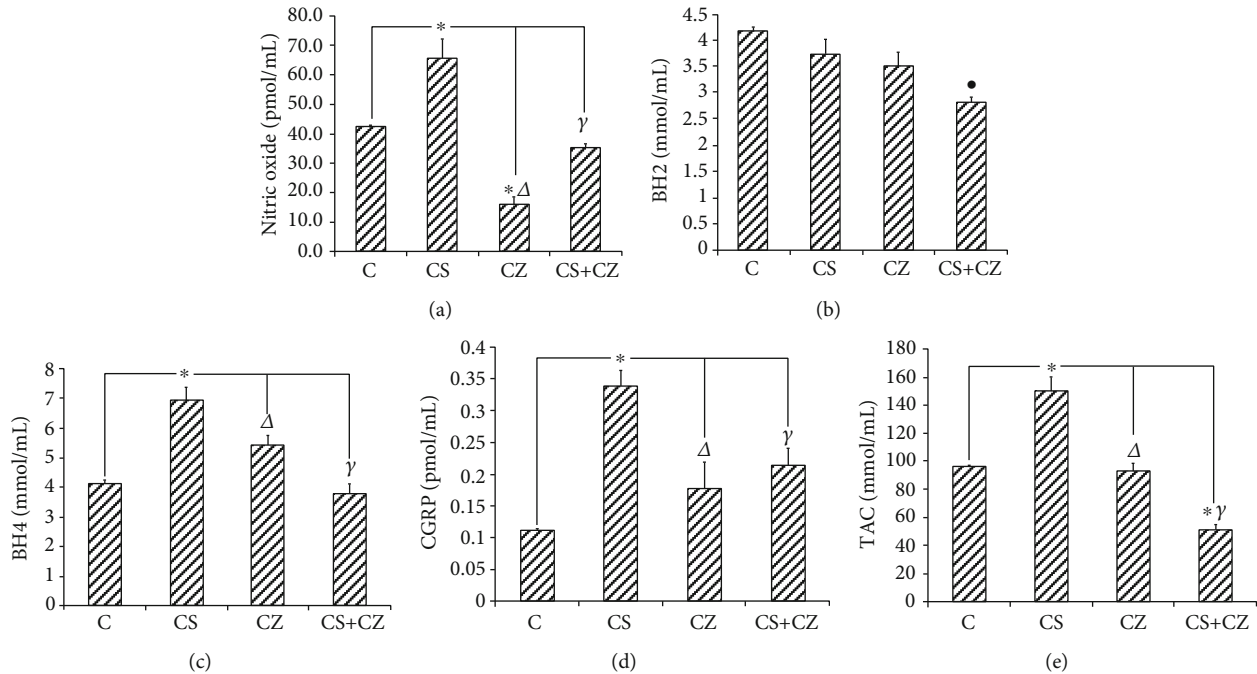 Nitric oxide (pmol/mL)
80.0
70.0
60.0
50.0
40.0
30.0
20.0
10.0
0.0
*
*Δ
γ
C CS CZ CS+CZ
(a)
BH2 (mmol/mL)
4.5
4
3.5
3
2.5
2
1.5
1
4.5
0
•
C CS CZ CS+CZ
(b)
BH4 (mmol/mL)
8
7
6
5
4
3
2
1
0
*
Δ
γ
C CS CZ CS+CZ
(c)
CGRP (pmol/mL)
0.4
0.35
0.3
0.25
0.2
0.15
0.1
0.05
0
*
Δ
γ
C CS CZ CS+CZ
(d)
TAC (mmol/mL)
180
160
140
120
100
80
60
40
20
0
*
Δ
*γ
C CS CZ CS+CZ
(e)